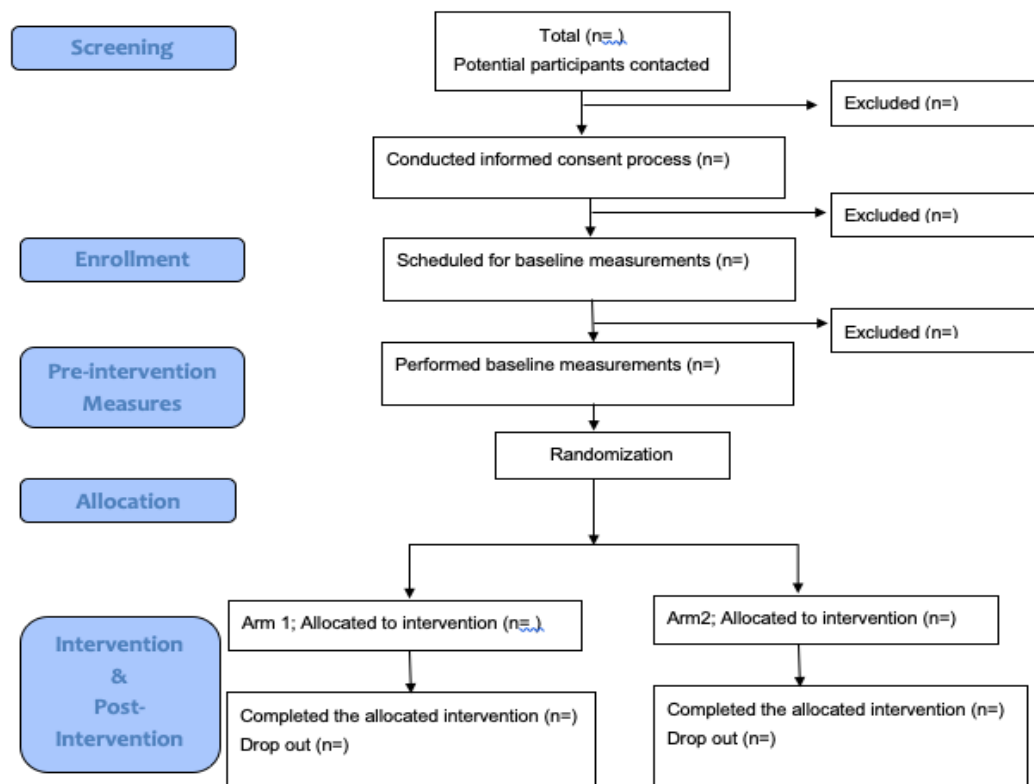 Screening
Total (n= )
Potential participants contacted
Excluded (n=)
Conducted informed consent process (n=)
Excluded (n=)
Enrollment
Scheduled for baseline measurements (n=)
Excluded (n=)
Pre-intervention
Measures
Performed baseline measurements (n=)
Randomization
Allocation
Arm 1; Allocated to intervention (n= )
Arm2; Allocated to intervention (n=)
Intervention
&
Post-
Intervention
Completed the allocated intervention (n=)
Drop out (n=)
Completed the allocated intervention (n=)
Drop out (n=)